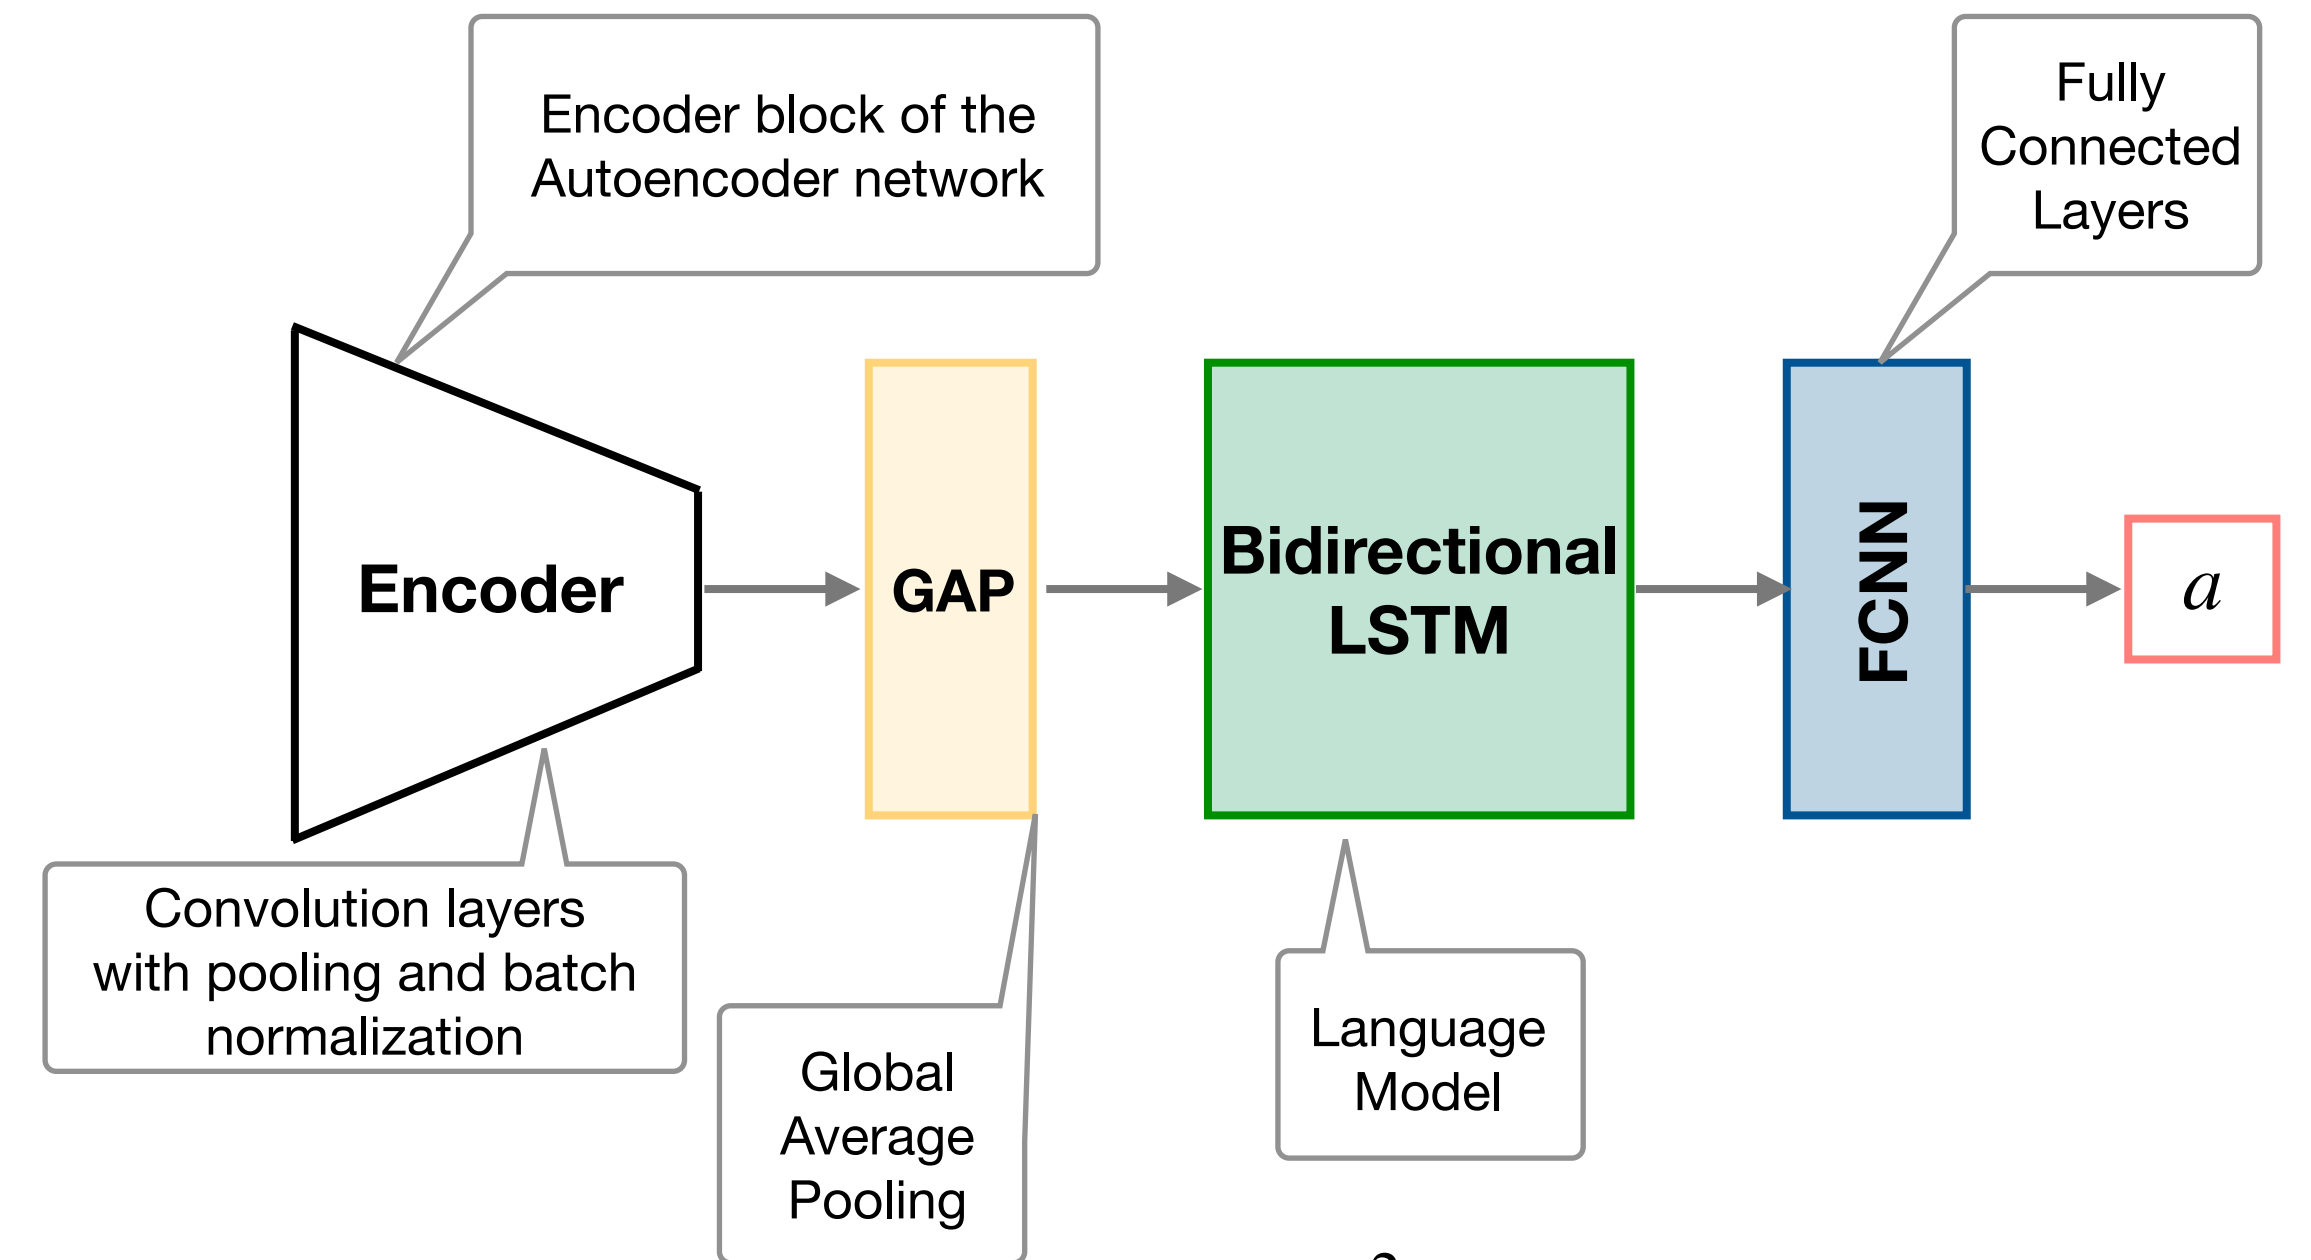 Encoder block of the
Autoencoder network
Fully
Connected
Layers
Encoder
GAP
Bidirectional
LSTM
FCNN
a
Convolution layers
with pooling and batch
normalization
Global
Average
Pooling
Language
Model